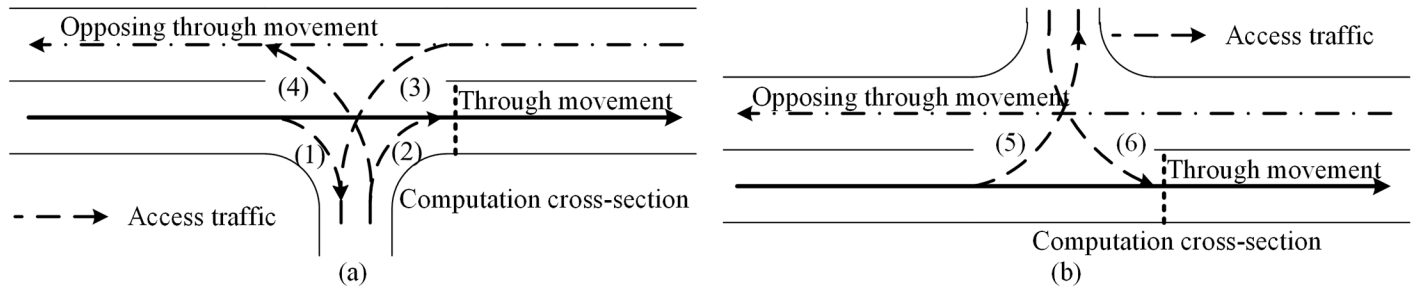 Opposing through movement
(4)
(3)
Through movement
(1)
(2)
Computation cross-section
Access traffic
(a)
Access traffic
Opposing through movement
(5)
(6)
Through movement
Computation cross-section
(b)